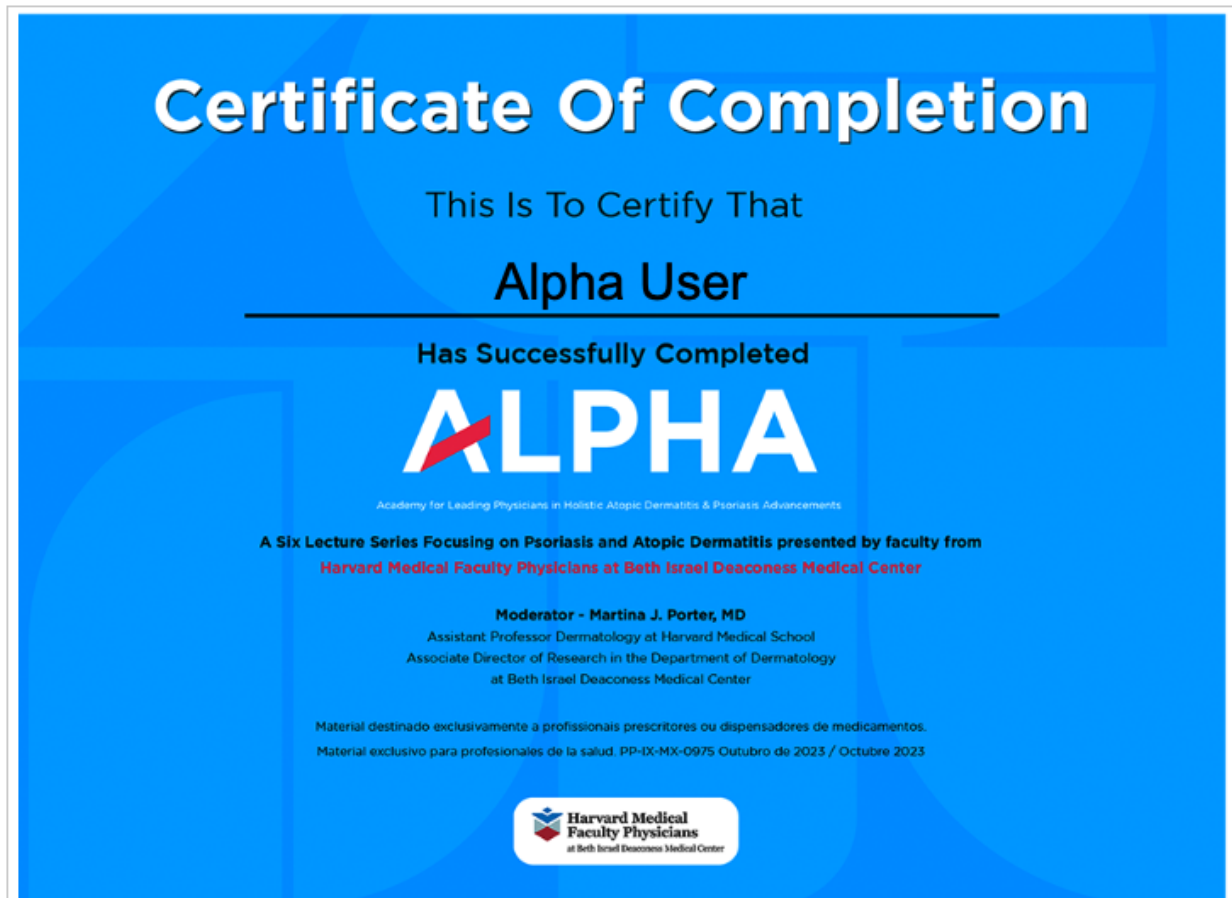 Certificate Of Completion
This Is To Certify That
Alpha User
Has Successfully Completed
ALPHA
Academy for Leading Physicians in Holistic Atopic Dermatitis & Psoriasis Advancements
A Six Lecture Series Focusing on Psoriasis and Atopic Dermatitis presented by faculty from
Harvard Medical Faculty Physicians at Beth Israel Deaconess Medical Center
Moderator - Martina J. Porter, MD
Assistant Professor Dermatology at Harvard Medical School
Associate Director of Research in the Department of Dermatology
at Beth Israel Deaconess Medical Center
Material destinado exclusivamente a profissionais prescritores ou dispensadores de medicamentos.
Material exclusivo para profesionales de la salud. PP-IX-MX-0975 Outubro de 2023 / Octubre 2023
Harvard Medical
Faculty Physicians
at Beth Israel Deaconess Medical Center